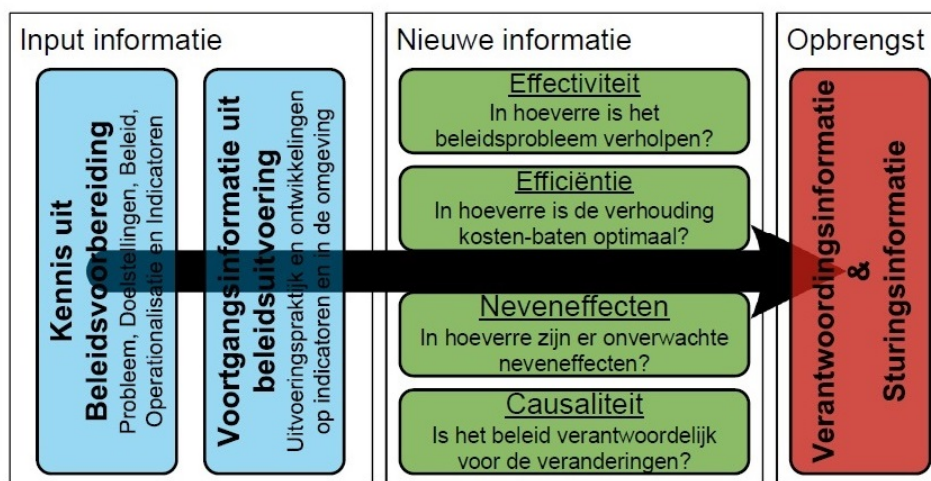 Input informatie
Kennis uit
Beleidsvoorbereiding
Probleem, Doelstellingen, Beleid,
Operationalisatie en Indicatoren
Voortgangsinformatie uit
beleidsuitvoering
Uitvoeringspraktijk en ontwikkelingen
op indicatoren en in de omgeving
Nieuwe informatie
Effectiviteit
In hoeverre is het
beleidsprobleem verholpen?
Efficiëntie
In hoeverre is de verhouding
kosten-baten optimaal?
Neveneffecten
In hoeverre zijn er onverwachte
neveneffecten?
Causaliteit
Is het beleid verantwoordelijk
voor de veranderingen?
Opbrengst
Verantwoordingsinformatie
&
Sturingsinformatie